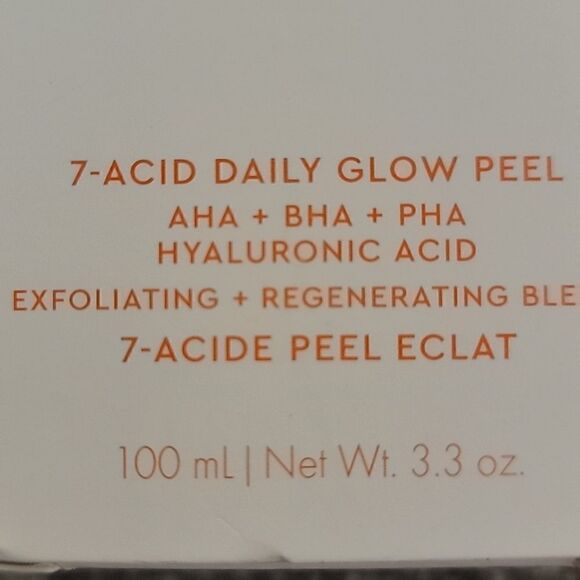 7-ACID DAILY GLOW PEEL
AHA + BHA + PHA
HYALURONIC ACID
EXFOLIATING + REGENERATING BLE
7-ACIDE PEEL ECLAT
100 mL | Net Wt. 3.3 oz.